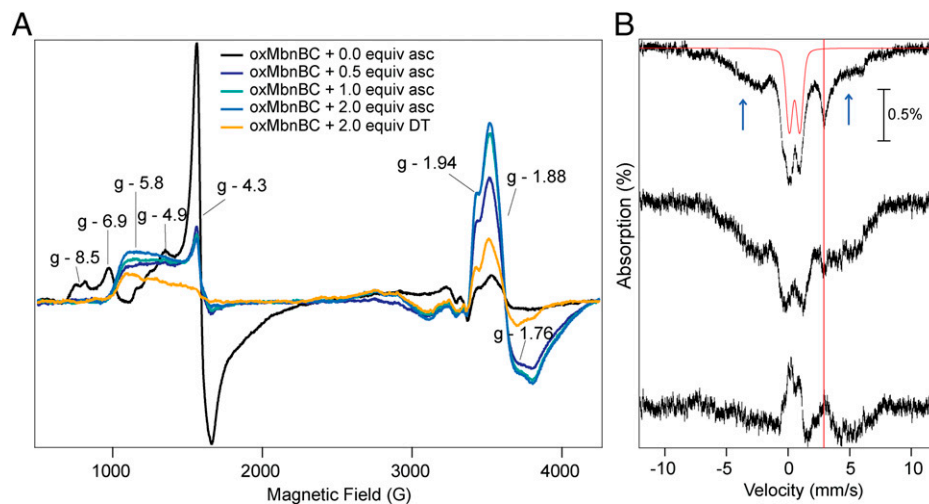 A
oxMbnBC + 0.0 equiv asc
oxMbnBC + 0.5 equiv asc
oxMbnBC + 1.0 equiv asc
oxMbnBC + 2.0 equiv asc
oxMbnBC + 2.0 equiv DT
g - 8.5
g - 6.9
g - 5.8
g - 4.9
g - 4.3
g - 1.94
g - 1.88
g - 1.76
1000 2000 3000 4000
Magnetic Field (G)
B
0.5%
Absorption (%)
-10 -5 0 5 10
Velocity (mm/s)